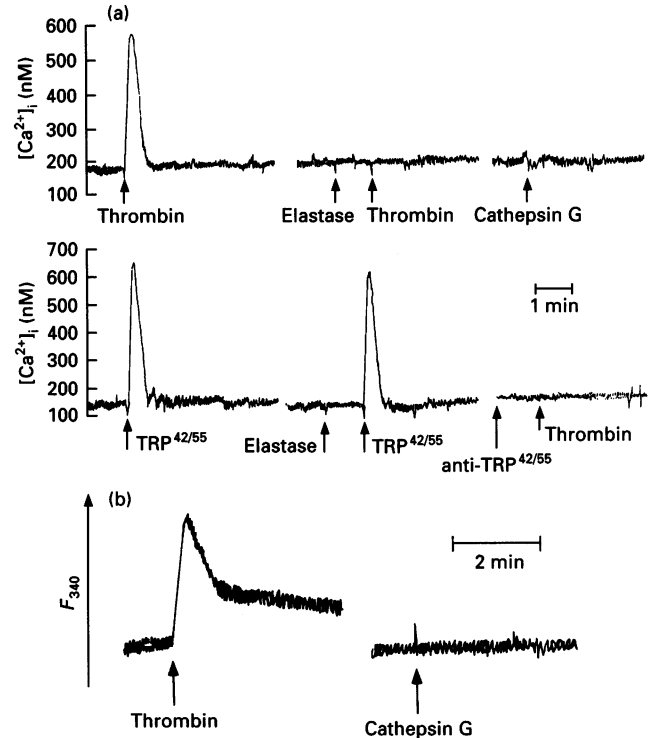 (a)
[Ca2+]i (nM)
600
500
400
300
200
100
Thrombin
Elastase
Thrombin
Cathepsin G
[Ca2+]i (nM)
700
600
500
400
300
200
100
1 min
TRP42/55
Elastase
TRP42/55
anti-TRP42/55
Thrombin
(b)
F340
2 min
Thrombin
Cathepsin G